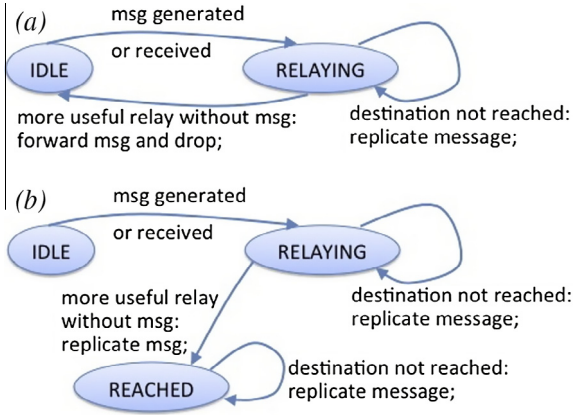 (a)
msg generated
or received
IDLE
RELAYING
more useful relay without msg:
forward msg and drop;
destination not reached:
replicate message;
(b)
msg generated
or received
IDLE
RELAYING
more useful relay
without msg:
replicate msg;
destination not reached:
replicate message;
REACHED
destination not reached:
replicate message;